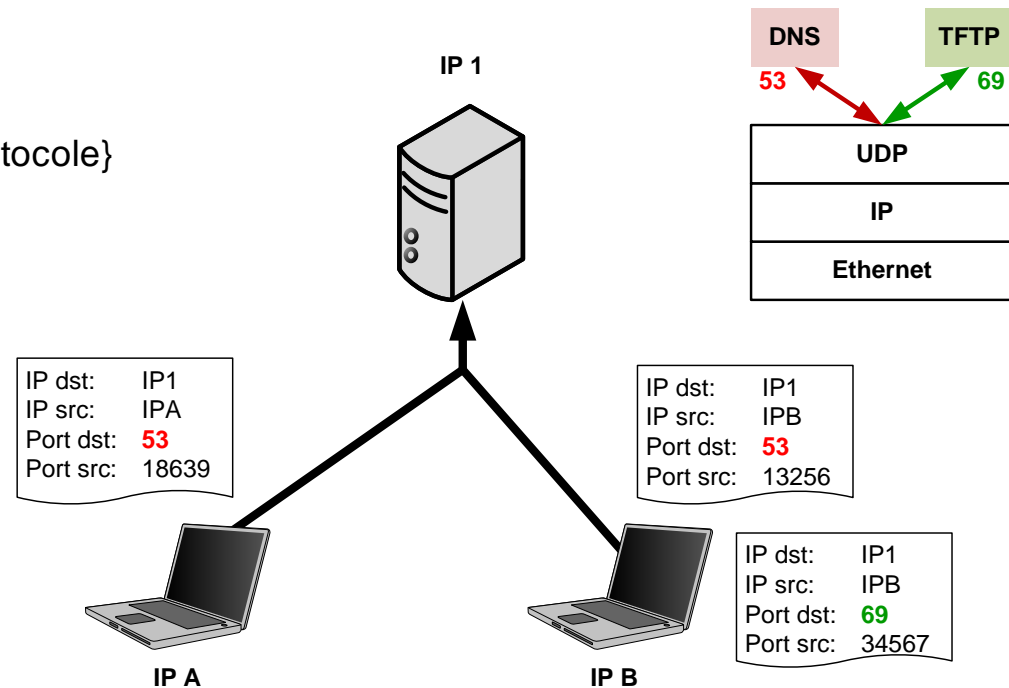 DNS
TFTP
IP 1
53
69
tocole}
UDP
IP
Ethernet
IP dst: IP1
IP src: IPA
Port dst: 53
Port src: 18639
IP dst: IP1
IP src: IPB
Port dst: 53
Port src: 13256
IP dst: IP1
IP src: IPB
Port dst: 69
Port src: 34567
IP A
IP B